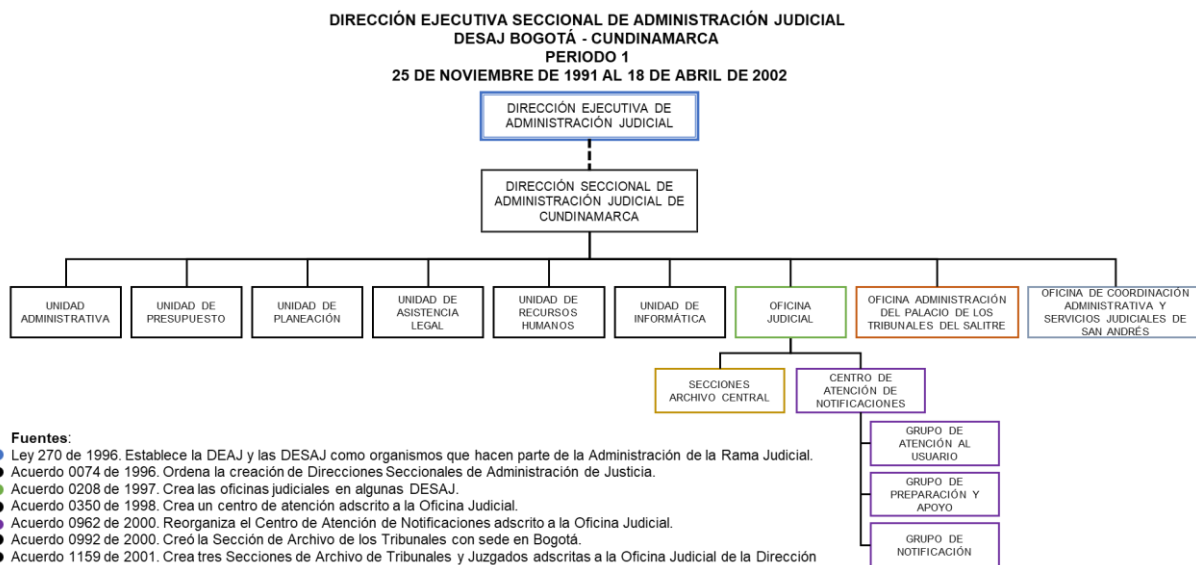 DIRECCIÓN EJECUTIVA SECCIONAL DE ADMINISTRACIÓN JUDICIAL
DESAJ BOGOTÁ - CUNDINAMARCA
PERIODO 1
25 DE NOVIEMBRE DE 1991 AL 18 DE ABRIL DE 2002
DIRECCIÓN EJECUTIVA DE
ADMINISTRACIÓN JUDICIAL
DIRECCIÓN SECCIONAL DE
ADMINISTRACIÓN JUDICIAL DE
CUNDINAMARCA
UNIDAD
ADMINISTRATIVA
UNIDAD DE
PRESUPUESTO
UNIDAD DE
PLANEACIÓN
UNIDAD DE
ASISTENCIA
LEGAL
UNIDAD DE
RECURSOS
HUMANOS
UNIDAD DE
INFORMÁTICA
OFICINA
JUDICIAL
OFICINA ADMINISTRACIÓN
DEL PALACIO DE LOS
TRIBUNALES DEL SALITRE
OFICINA DE COORDINACIÓN
ADMINISTRATIVA Y
SERVICIOS JUDICIALES DE
SAN ANDRÉS
SECCIONES
ARCHIVO CENTRAL
CENTRO DE
ATENCIÓN DE
NOTIFICACIONES
GRUPO DE
ATENCIÓN AL
USUARIO
GRUPO DE
PREPARACIÓN Y
APOYO
GRUPO DE
NOTIFICACIÓN
Fuentes:
Ley 270 de 1996. Establece la DEAJ y las DESAJ como organismos que hacen parte de la Administración de la Rama Judicial.
Acuerdo 0074 de 1996. Ordena la creación de Direcciones Seccionales de Administración de Justicia.
Acuerdo 0208 de 1997. Crea las oficinas judiciales en algunas DESAJ.
Acuerdo 0350 de 1998. Crea un centro de atención adscrito a la Oficina Judicial.
Acuerdo 0962 de 2000. Reorganiza el Centro de Atención de Notificaciones adscrito a la Oficina Judicial.
Acuerdo 0992 de 2000. Creó la Sección de Archivo de los Tribunales con sede en Bogotá.
Acuerdo 1159 de 2001. Crea tres Secciones de Archivo de Tribunales y Juzgados adscritas a la Oficina Judicial de la Dirección